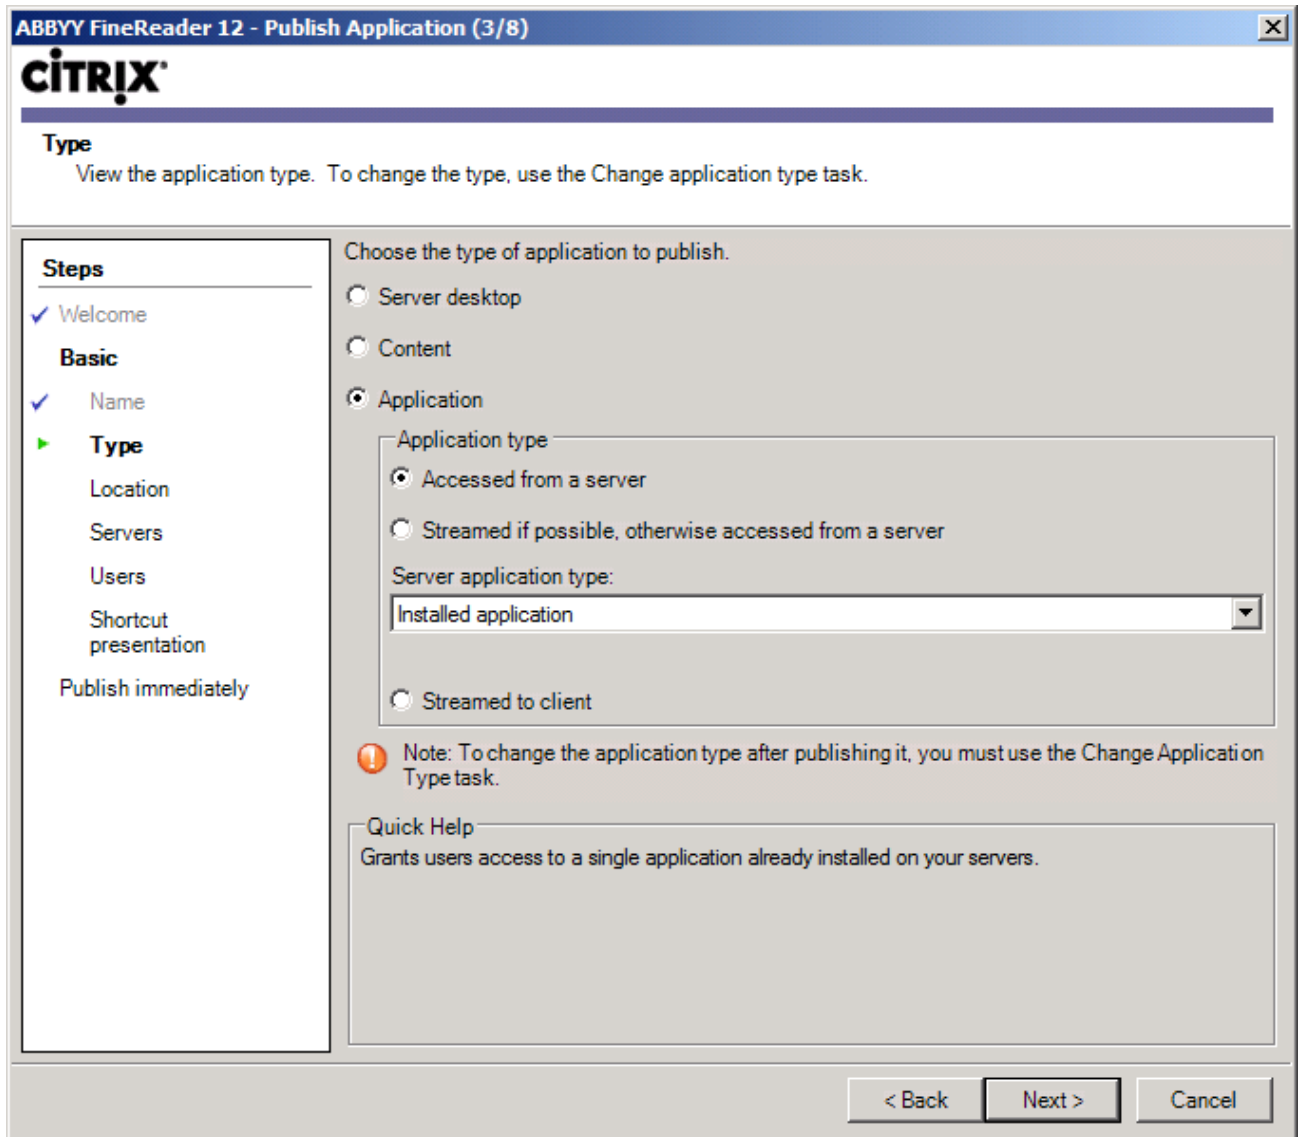 ABBYY FineReader 12 - Publish Application (3/8)
CİTRIX
Type
View the application type. To change the type, use the Change application type task.
Steps
Welcome
Basic
Name
Type
Location
Servers
Users
Shortcut
presentation
Publish immediately
Choose the type of application to publish.
Server desktop
Content
Application
Application type
Accessed from a server
Streamed if possible, otherwise accessed from a server
Server application type:
Installed application
Streamed to client
Note: To change the application type after publishing it, you must use the Change Application
Type task.
Quick Help
Grants users access to a single application already installed on your servers.
< Back
Next >
Cancel